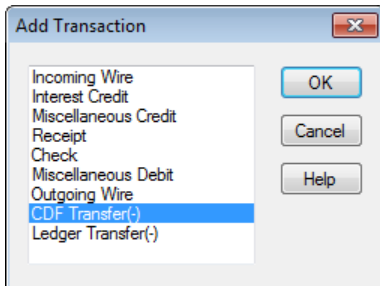 Add Transaction
Incoming Wire
Interest Credit
Miscellaneous Credit
Receipt
Check
Miscellaneous Debit
Outgoing Wire
CDF Transfer(-)
Ledger Transfer(-)
OK
Cancel
Help